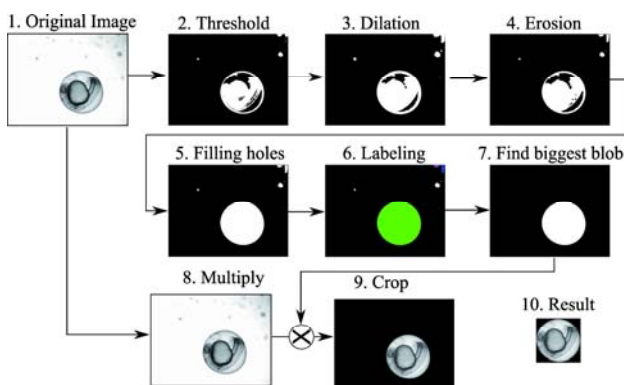 1. Original Image
2. Threshold
3. Dilation
4. Erosion
5. Filling holes
6. Labeling
7. Find biggest blob
8. Multiply
9. Crop
10. Result